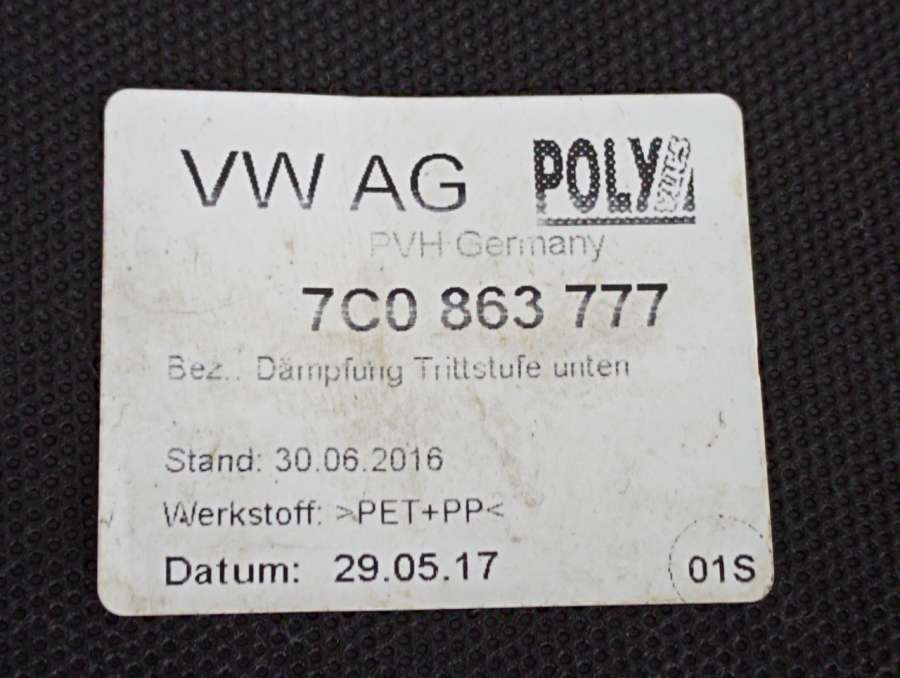 VW AG
POLY
PVH Germany
7C0 863 777
Bez.: Dämpfung Trittstufe unten
Stand: 30.06.2016
Werkstoff: >PET+PP<
Datum: 29.05.17
01S